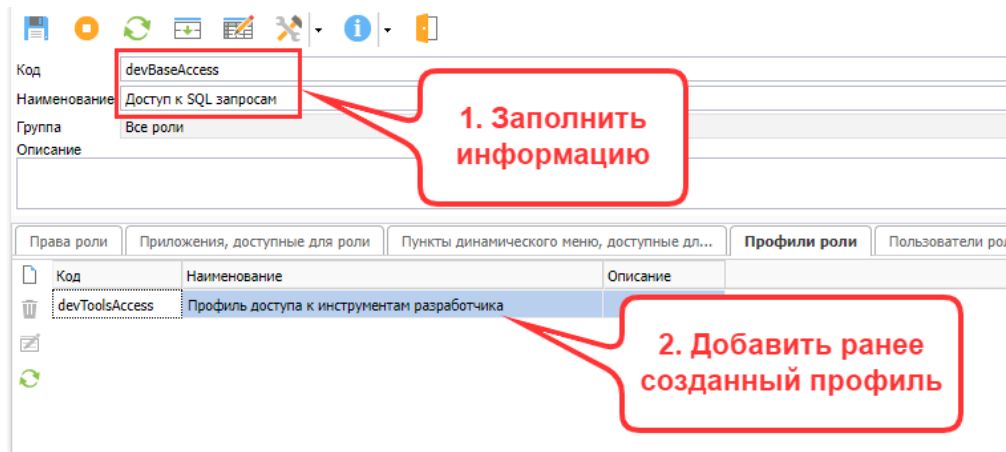 Код devBaseAccess
Наименование Доступ к SQL запросам
Группа Все роли
Описание
1. Заполнить
информацию
Права роли Приложения, доступные для роли Пункты динамического меню, доступные дл... Профили роли Пользователи рол
Код Наименование Описание
devToolsAccess Профиль доступа к инструментам разработчика
2. Добавить ранее
созданный профиль